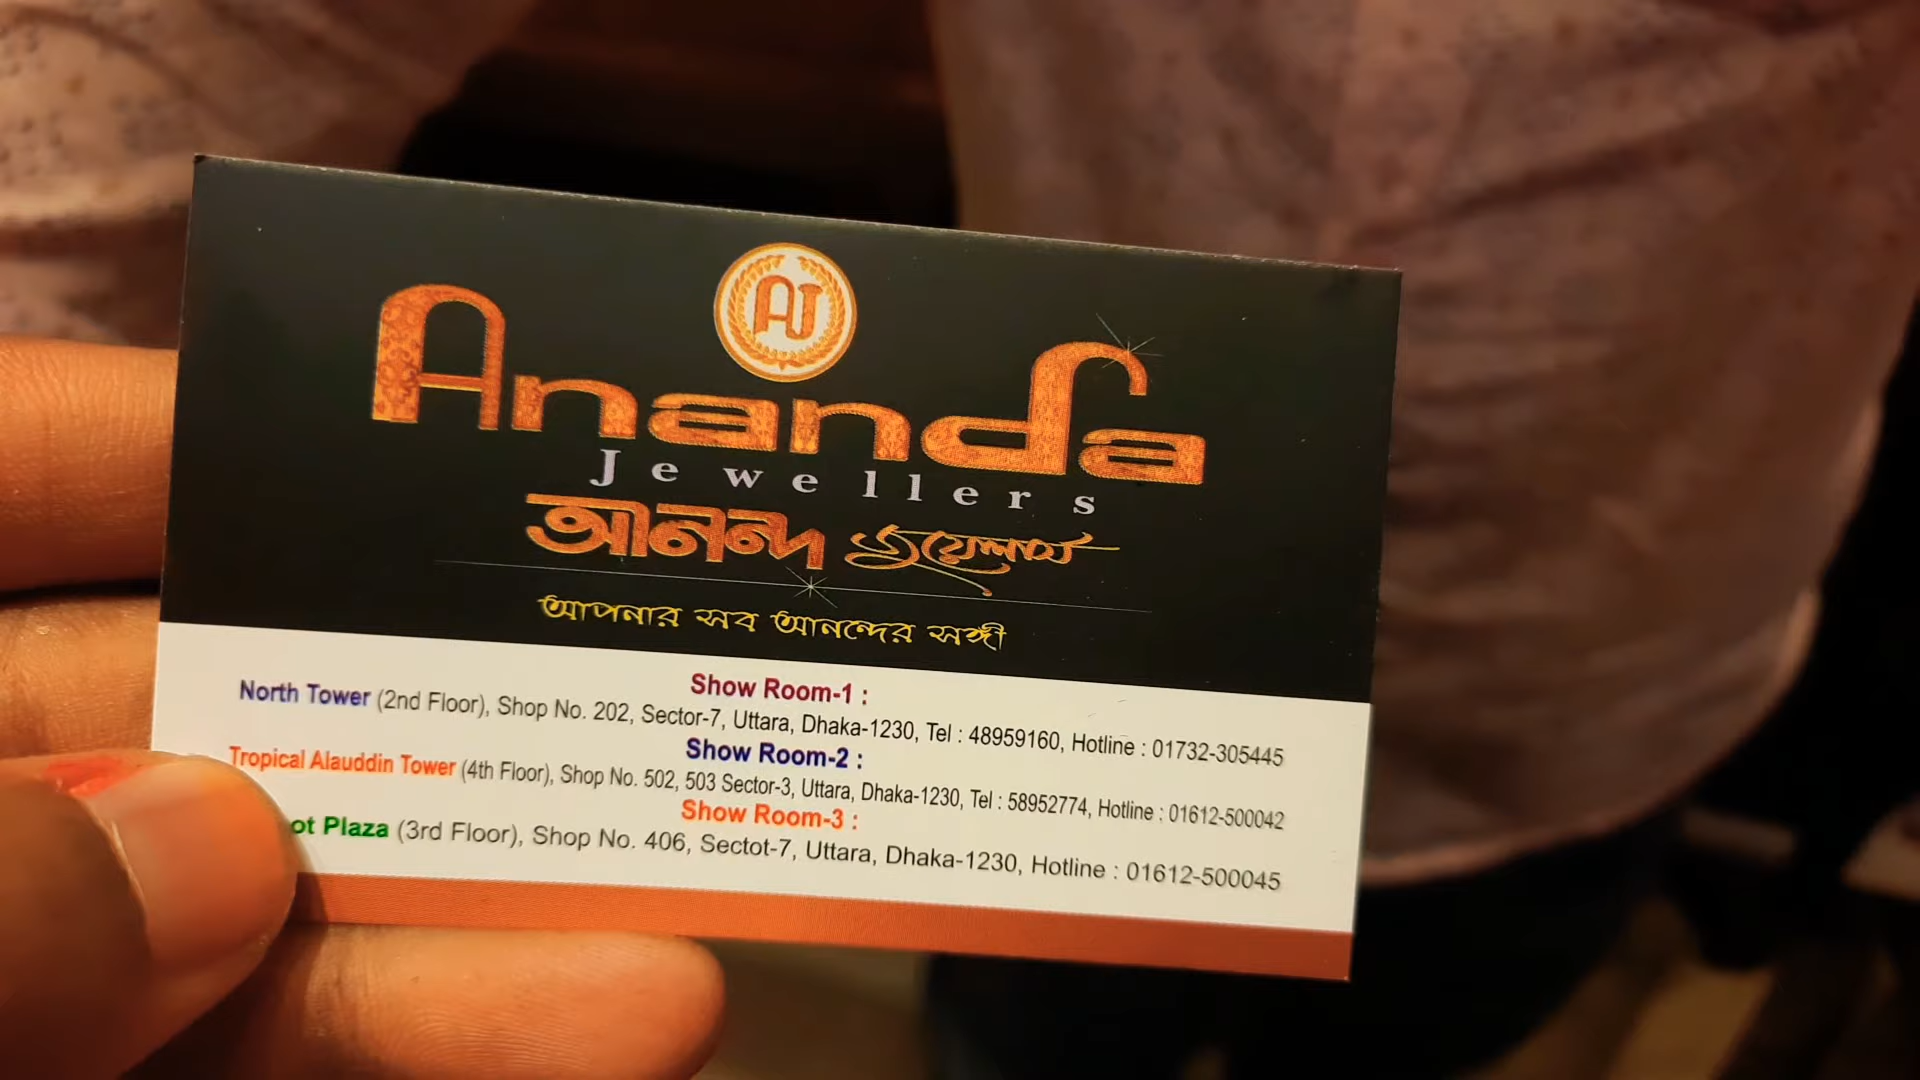 AJ
Ananda
Jewellers
আনন্দ জুয়েলার্স
আপনার সব আনন্দের সঙ্গী
Show Room-1 :
North Tower (2nd Floor), Shop No. 202, Sector-7, Uttara, Dhaka-1230, Tel : 48959160, Hotline : 01732-305445
Show Room-2 :
Tropical Alauddin Tower (4th Floor), Shop No. 502, 503 Sector-3, Uttara, Dhaka-1230, Tel : 58952774, Hotline : 01612-500042
Show Room-3 :
Plaza (3rd Floor), Shop No. 406, Sectot-7, Uttara, Dhaka-1230, Hotline : 01612-500045